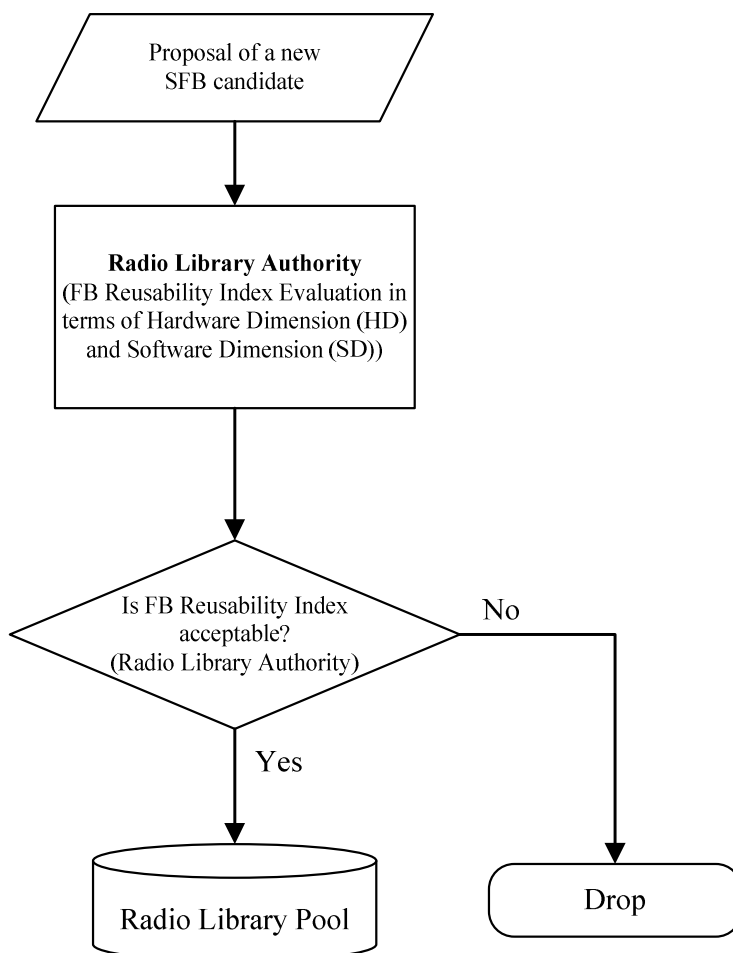 Proposal of a new
SFB candidate
Radio Library Authority
(FB Reusability Index Evaluation in
terms of Hardware Dimension (HD)
and Software Dimension (SD))
Is FB Reusability Index
acceptable?
(Radio Library Authority)
No
Yes
Radio Library Pool
Drop